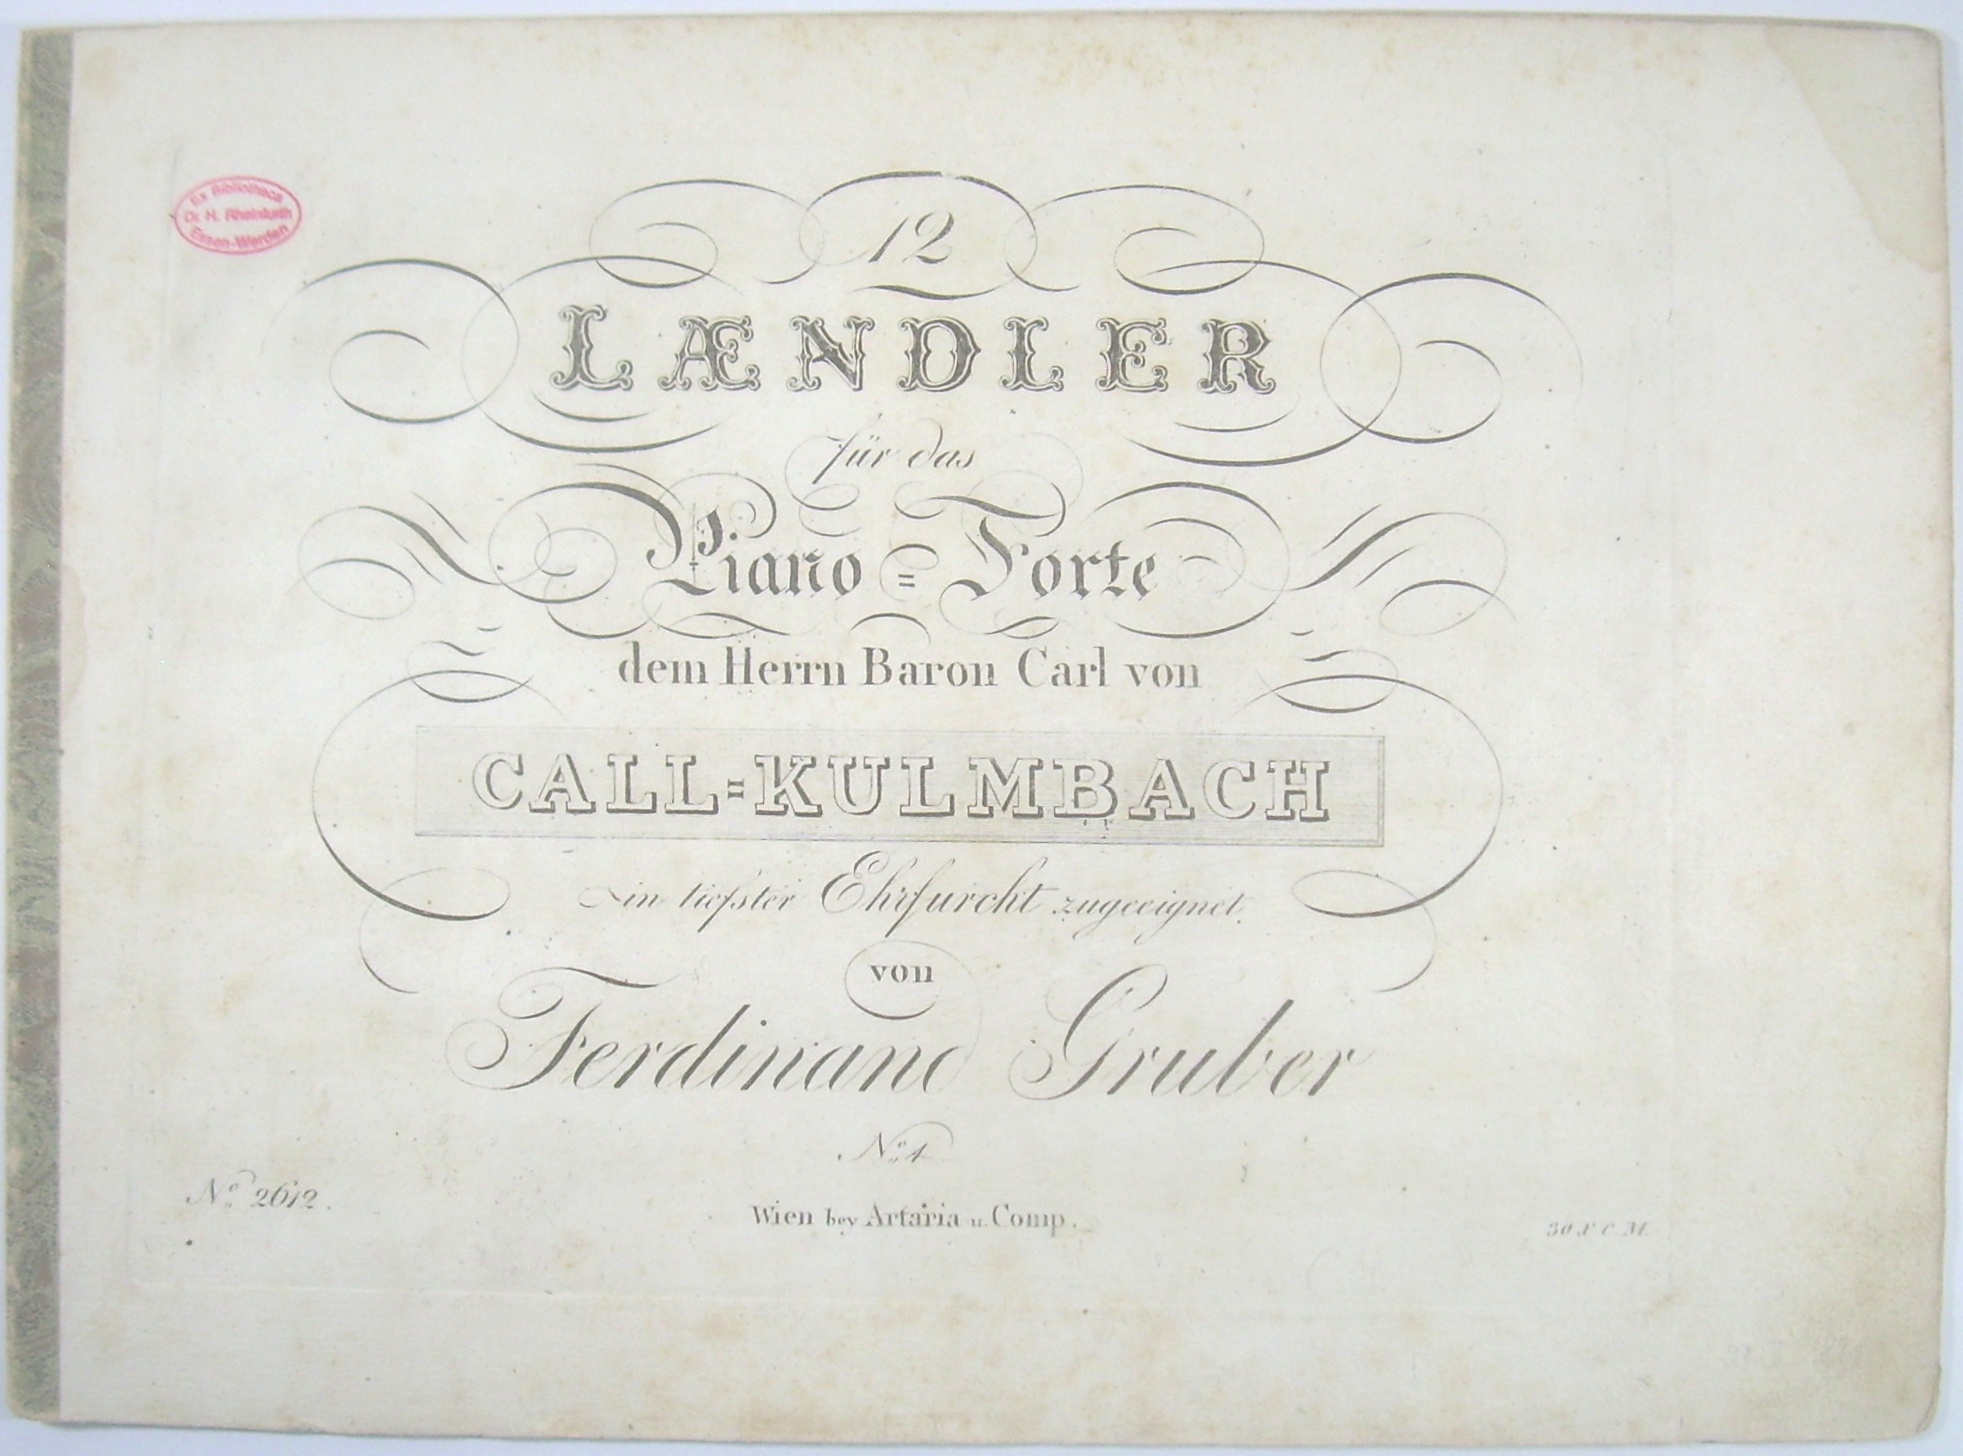 Ex Bibliotheca
Dr. H. Rheinfurth
Essen-Werden
12
LÆNDLER
für das
Piano=Forte
dem Herrn Baron Carl von
CALL=KULMBACH
in tiefster Ehrfurcht zugeeignet
von
Ferdinand Gruber
No. 4
No. 2612.
Wien bey Artaria u. Comp.
30 x C.M.